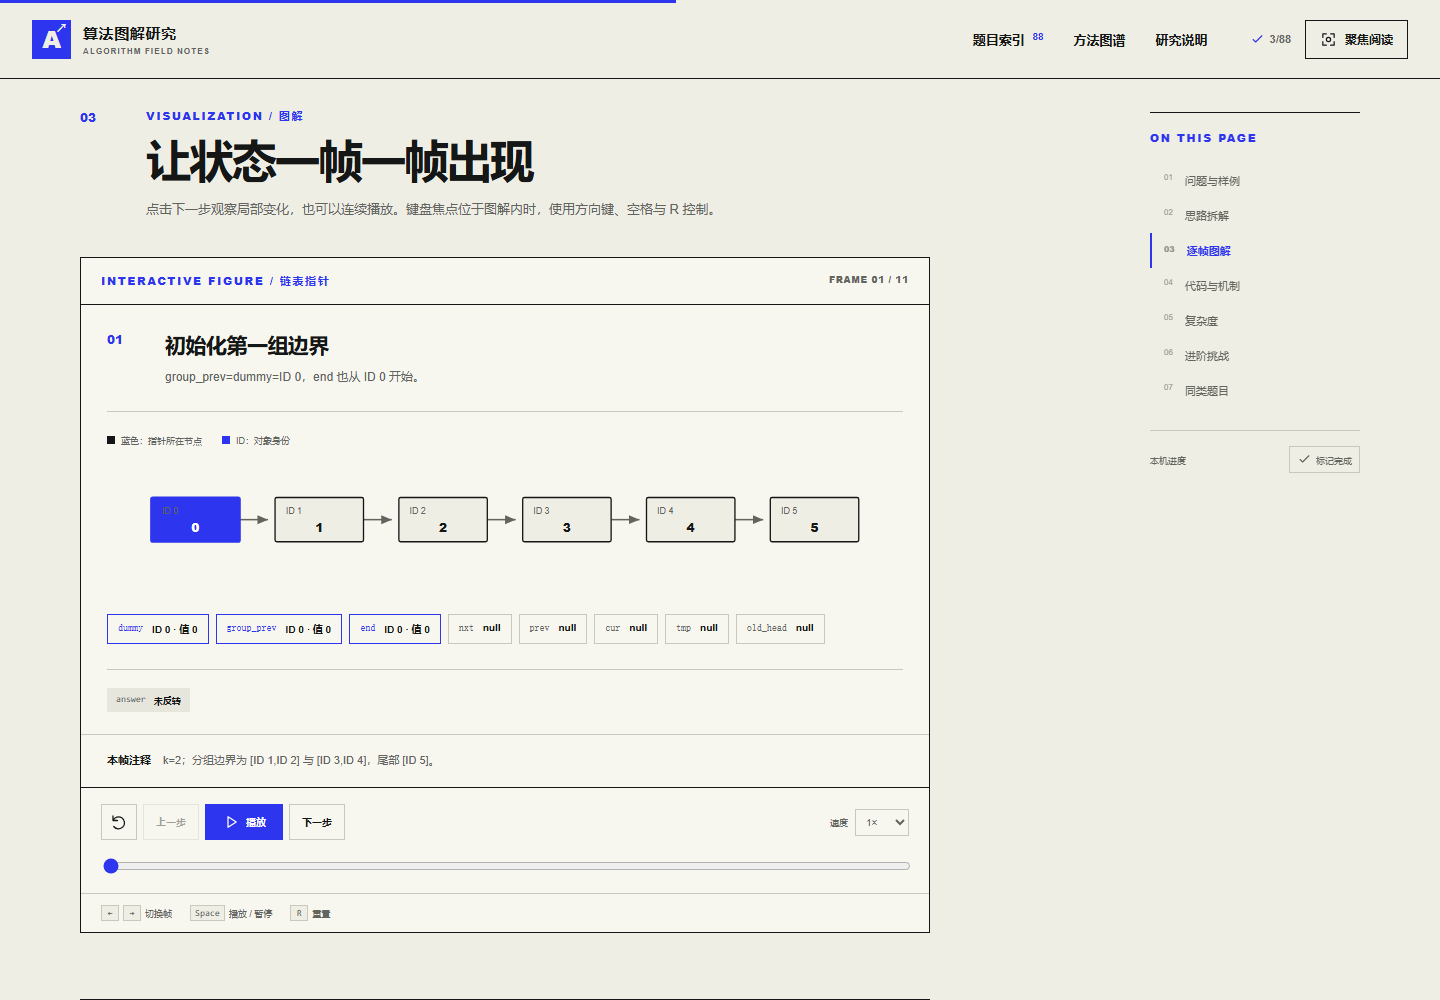 算法图解研究
ALGORITHM FIELD NOTES
题目索引 88
方法图谱
研究说明
3/88
聚焦阅读
03
VISUALIZATION / 图解
让状态一帧一帧出现
点击下一步观察局部变化，也可以连续播放。键盘焦点位于图解内时，使用方向键、空格与 R 控制。
INTERACTIVE FIGURE / 链表指针
FRAME 01 / 11
01
初始化第一组边界
group_prev=dummy=ID 0，end 也从 ID 0 开始。
蓝色：指针所在节点
ID：对象身份
ID 0
0
ID 1
1
ID 2
2
ID 3
3
ID 4
4
ID 5
5
dummy ID 0 · 值 0
group_prev ID 0 · 值 0
end ID 0 · 值 0
nxt null
prev null
cur null
tmp null
old_head null
answer 未反转
本帧注释 k=2；分组边界为 [ID 1,ID 2] 与 [ID 3,ID 4]，尾部 [ID 5]。
上一步
播放
下一步
速度
1×
← → 切换帧
Space 播放 / 暂停
R 重置
ON THIS PAGE
01 问题与样例
02 思路拆解
03 逐帧图解
04 代码与机制
05 复杂度
06 进阶挑战
07 同类题目
本机进度
标记完成